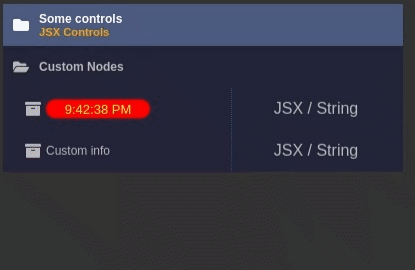 Some controls
JSX Controls
Custom Nodes
9:42:38 PM
JSX / String
Custom info
JSX / String